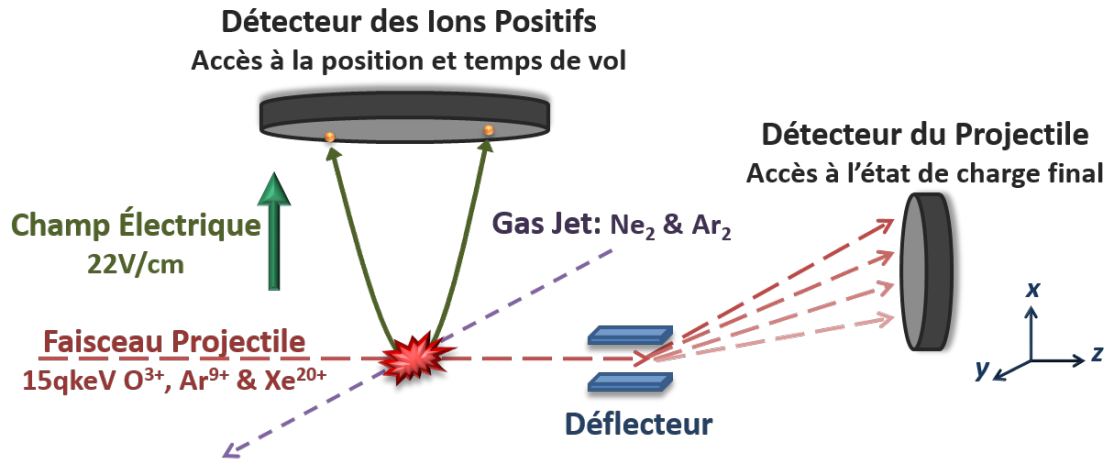 Détecteur des Ions Positifs
Accès à la position et temps de vol
Détecteur du Projectile
Accès à l'état de charge final
Champ Électrique
22V/cm
Gas Jet: Ne₂ & Ar₂
Faisceau Projectile
15qkeV O³⁺, Ar⁹⁺ & Xe²⁰⁺
Déflecteur
x
y
z